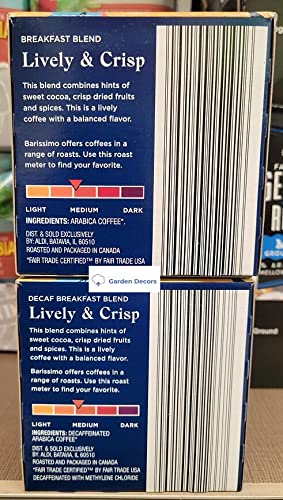 BREAKFAST BLEND
Lively & Crisp
This blend combines hints of
sweet cocoa, crisp dried fruits
and spices. This is a lively
coffee with a balanced flavor.
Barissimo offers coffees in a
range of roasts. Use this roast
meter to find your favorite.
LIGHT MEDIUM DARK
INGREDIENTS: ARABICA COFFEE*.
DIST. & SOLD EXCLUSIVELY
BY: ALDI, BATAVIA, IL 60510
ROASTED AND PACKAGED IN CANADA
*FAIR TRADE CERTIFIED™ BY FAIR TRADE USA
Garden Decors
DECAF BREAKFAST BLEND
Lively & Crisp
This blend combines hints of
sweet cocoa, crisp dried fruits
and spices. This is a lively
coffee with a balanced flavor.
Barissimo offers coffees in a
range of roasts. Use this roast
meter to find your favorite.
LIGHT MEDIUM DARK
INGREDIENTS: DECAFFEINATED
ARABICA COFFEE*
DIST. & SOLD EXCLUSIVELY
BY: ALDI, BATAVIA, IL 60510
ROASTED AND PACKAGED IN CANADA
*FAIR TRADE CERTIFIED™ BY FAIR TRADE USA
DECAFFEINATED WITH METHYLENE CHLORIDE
Ground